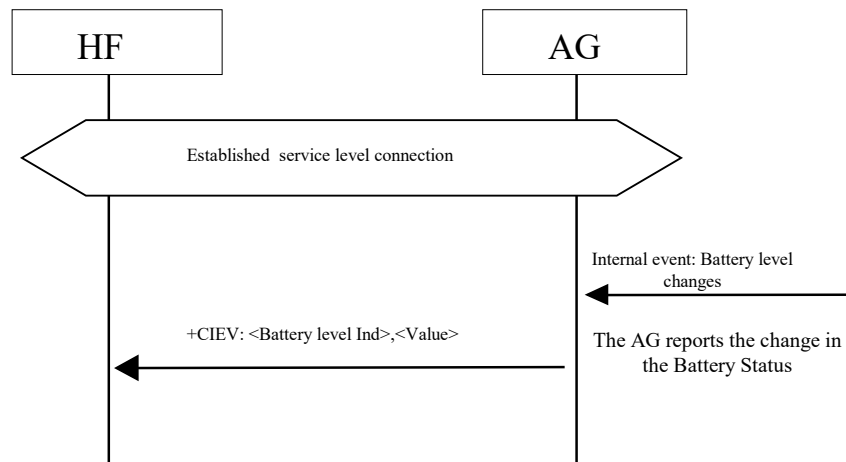 HF
AG
Established service level connection
Internal event: Battery level
changes
+CIEV: <Battery level Ind>,<Value>
The AG reports the change in
the Battery Status